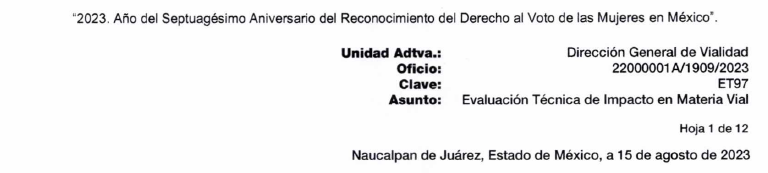 "2023. Año del Septuagésimo Aniversario del Reconocimiento del Derecho al Voto de las Mujeres en México".
Unidad Adtva.: Dirección General de Vialidad
Oficio: 22000001A/1909/2023
Clave: ET97
Asunto: Evaluación Técnica de Impacto en Materia Vial
Hoja 1 de 12
Naucalpan de Juárez, Estado de México, a 15 de agosto de 2023